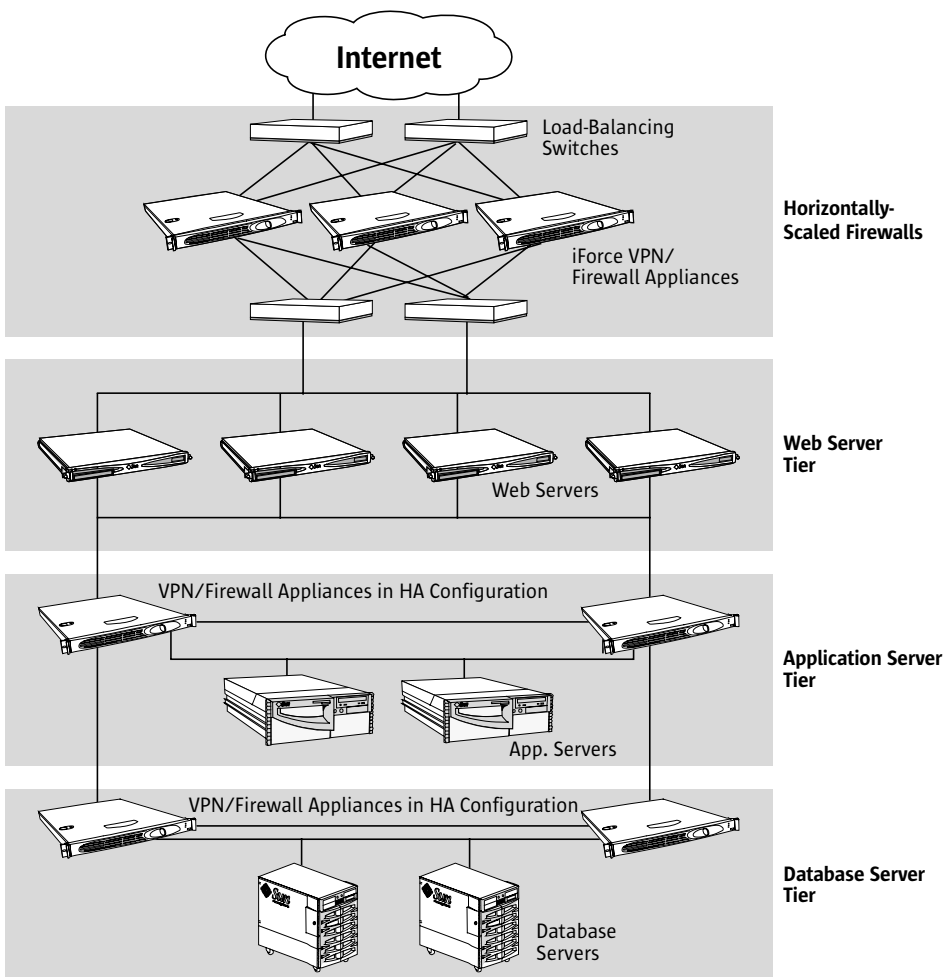 Internet
Load-Balancing
Switches
Horizontally-
Scaled Firewalls
iForce VPN/
Firewall Appliances
Web Server
Tier
Web Servers
VPN/Firewall Appliances in HA Configuration
Application Server
Tier
App. Servers
VPN/Firewall Appliances in HA Configuration
Database Server
Tier
Sun
Sun
Database
Servers